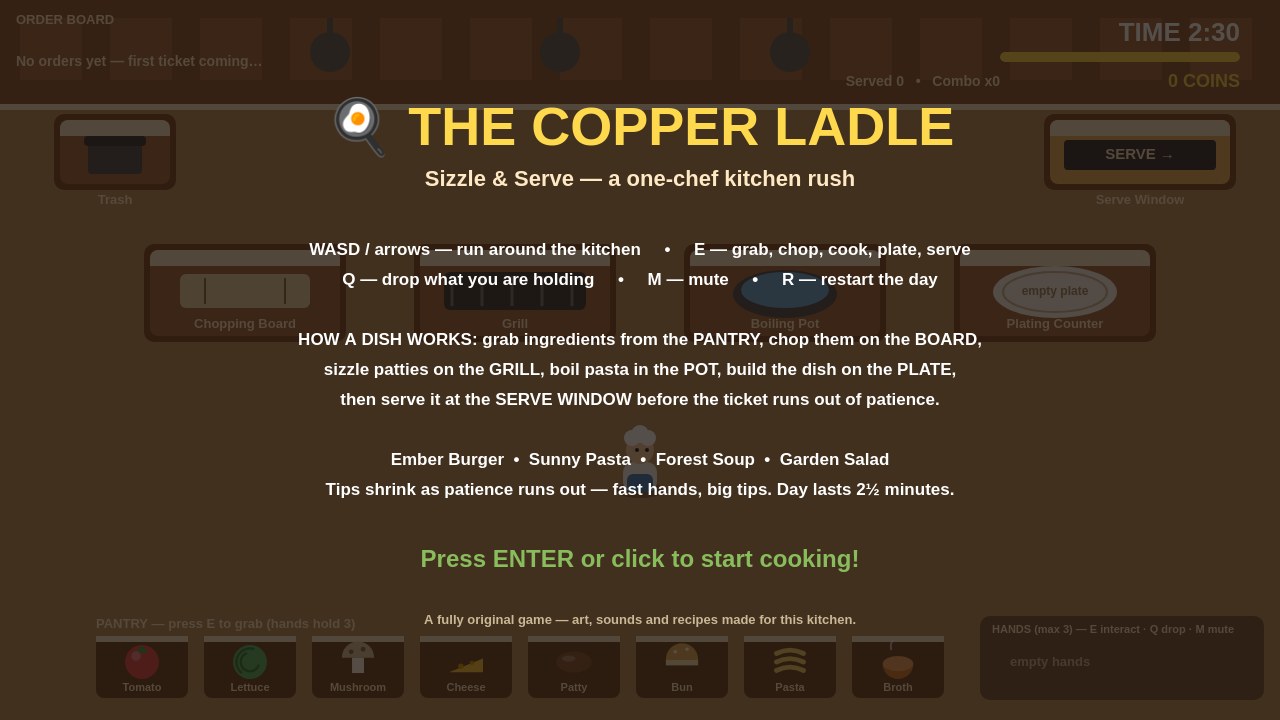 ORDER BOARD
TIME 2:30
No orders yet — first ticket coming…
Served 0 • Combo x0
0 COINS
THE COPPER LADLE
SERVE →
Sizzle & Serve — a one-chef kitchen rush
Trash
Serve Window
WASD / arrows — run around the kitchen • E — grab, chop, cook, plate, serve
Q — drop what you are holding • M — mute • R — restart the day
empty plate
Chopping Board
Grill
Boiling Pot
Plating Counter
HOW A DISH WORKS: grab ingredients from the PANTRY, chop them on the BOARD,
sizzle patties on the GRILL, boil pasta in the POT, build the dish on the PLATE,
then serve it at the SERVE WINDOW before the ticket runs out of patience.
Ember Burger • Sunny Pasta • Forest Soup • Garden Salad
Tips shrink as patience runs out — fast hands, big tips. Day lasts 2½ minutes.
Press ENTER or click to start cooking!
PANTRY — press E to grab (hands hold 3)
A fully original game — art, sounds and recipes made for this kitchen.
HANDS (max 3) — E interact · Q drop · M mute
empty hands
Tomato
Lettuce
Mushroom
Cheese
Patty
Bun
Pasta
Broth